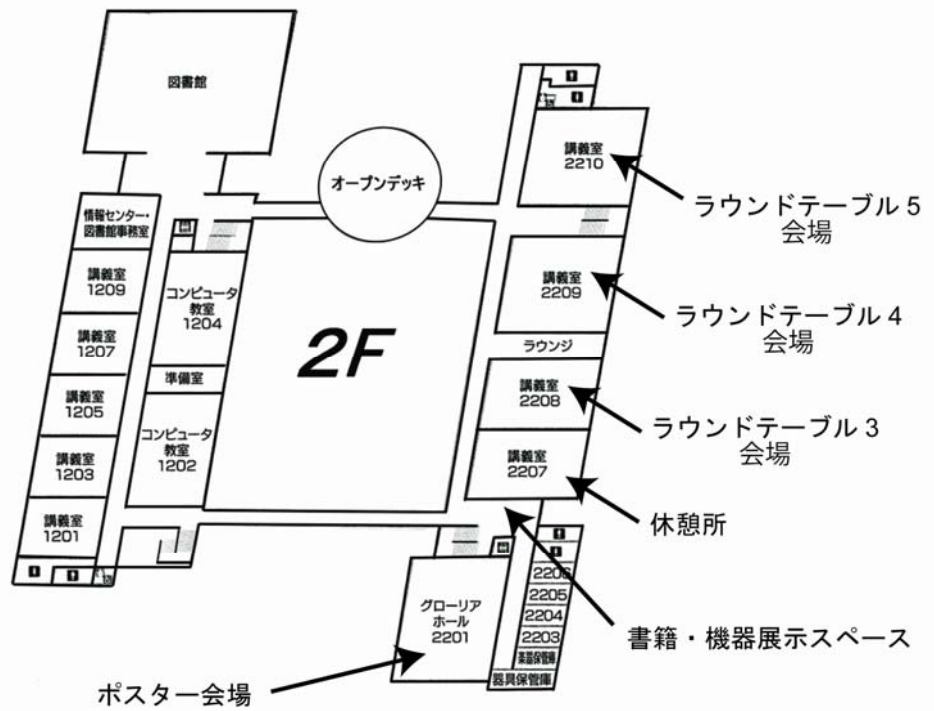 図書館
オープンデッキ
講義室
2210
ラウンドテーブル 5
会場
情報センター・
図書館事務室
講義室
1209
コンピュータ
教室
1204
講義室
2209
ラウンドテーブル 4
会場
講義室
1207
2F
ラウンジ
準備室
講義室
2208
講義室
1205
ラウンドテーブル 3
会場
コンピュータ
教室
1202
講義室
2207
講義室
1203
休憩所
講義室
1201
2206
2205
2204
2203
楽器保管庫
器具保管庫
グローリア
ホール
2201
書籍・機器展示スペース
ポスター会場